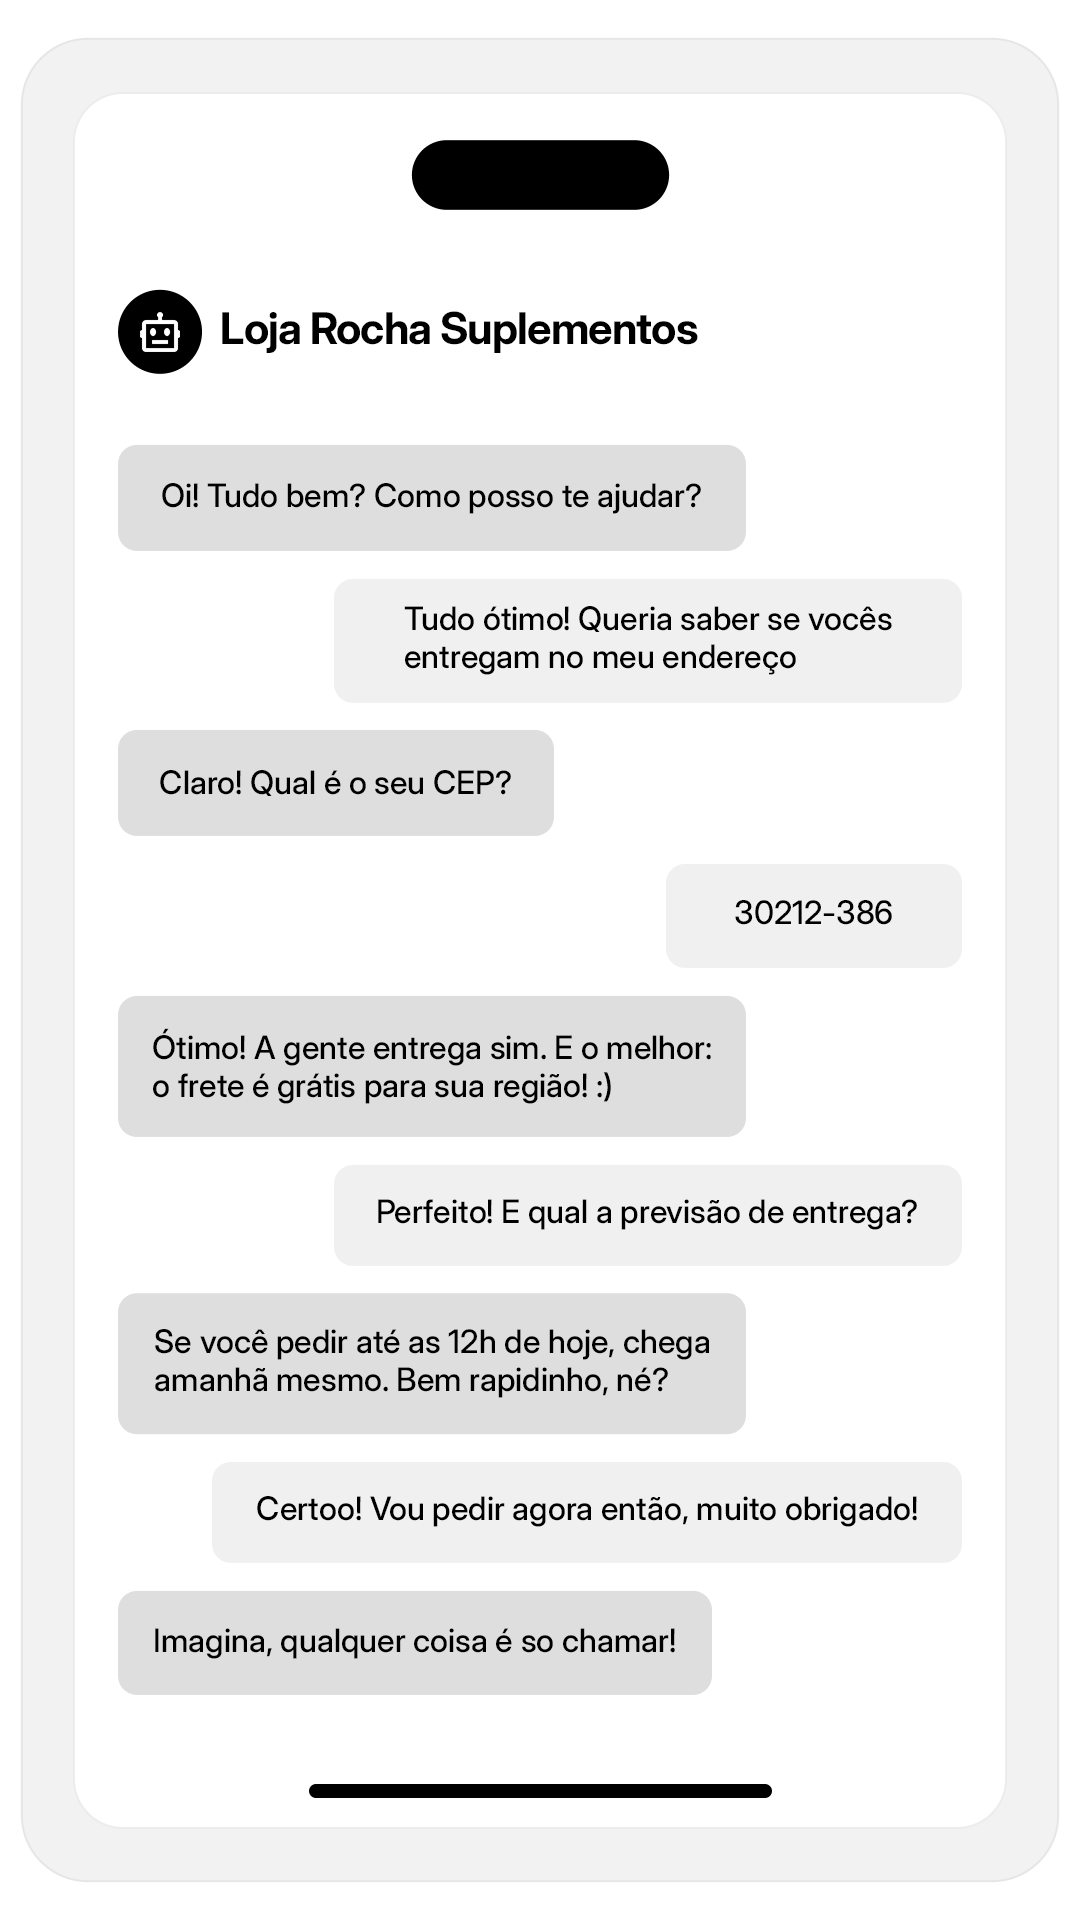 Loja Rocha Suplementos
Oi! Tudo bem? Como posso te ajudar?
Tudo ótimo! Queria saber se vocês
entregam no meu endereço
Claro! Qual é o seu CEP?
30212-386
Ótimo! A gente entrega sim. E o melhor:
o frete é grátis para sua região! :)
Perfeito! E qual a previsão de entrega?
Se você pedir até as 12h de hoje, chega
amanhã mesmo. Bem rapidinho, né?
Certoo! Vou pedir agora então, muito obrigado!
Imagina, qualquer coisa é so chamar!